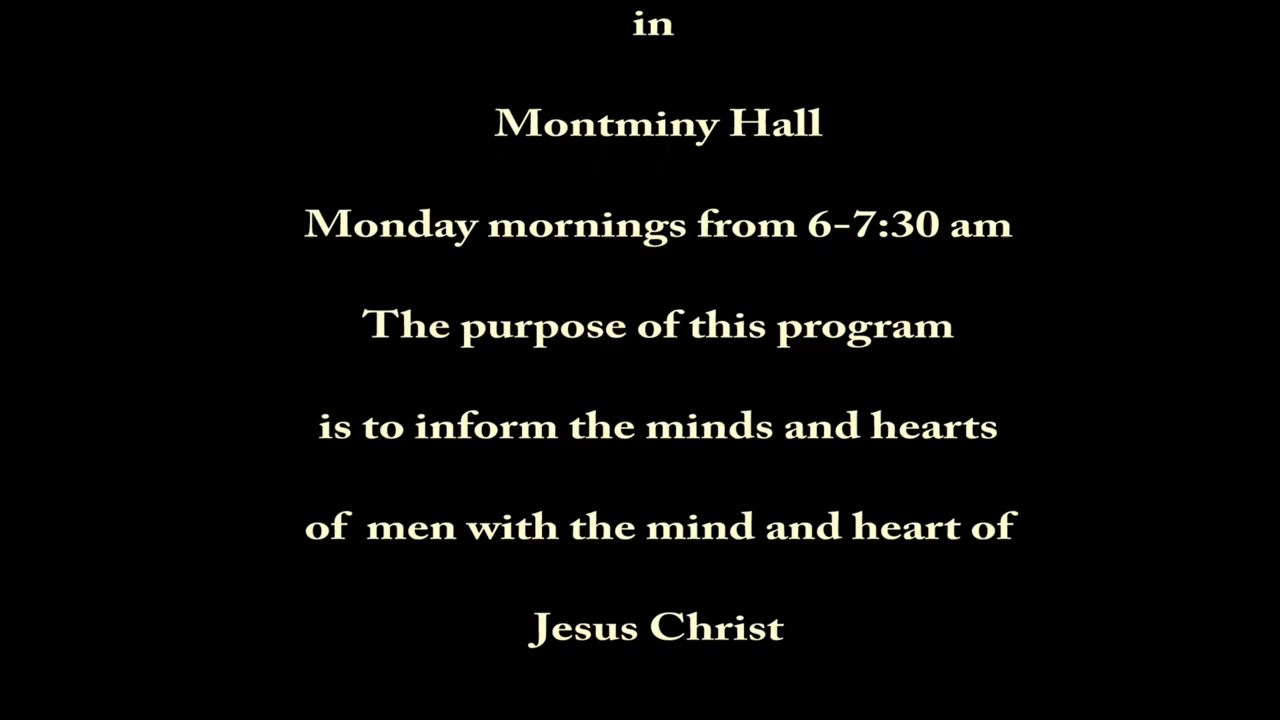 in
Montminy Hall
Monday mornings from 6-7:30 am
The purpose of this program
is to inform the minds and hearts
of men with the mind and heart of
Jesus Christ